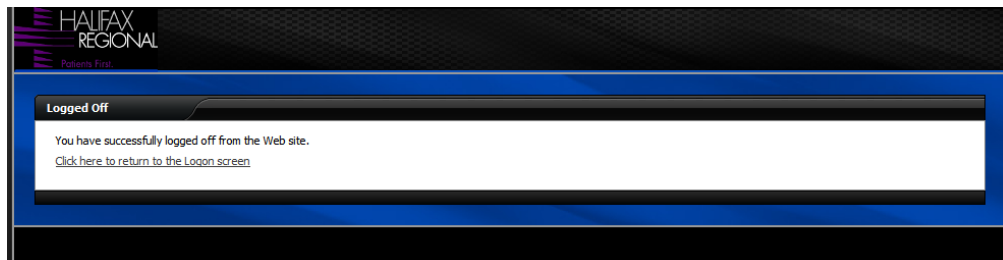 HALIFAX
REGIONAL
Patients First.
Logged Off
You have successfully logged off from the Web site.
Click here to return to the Logon screen